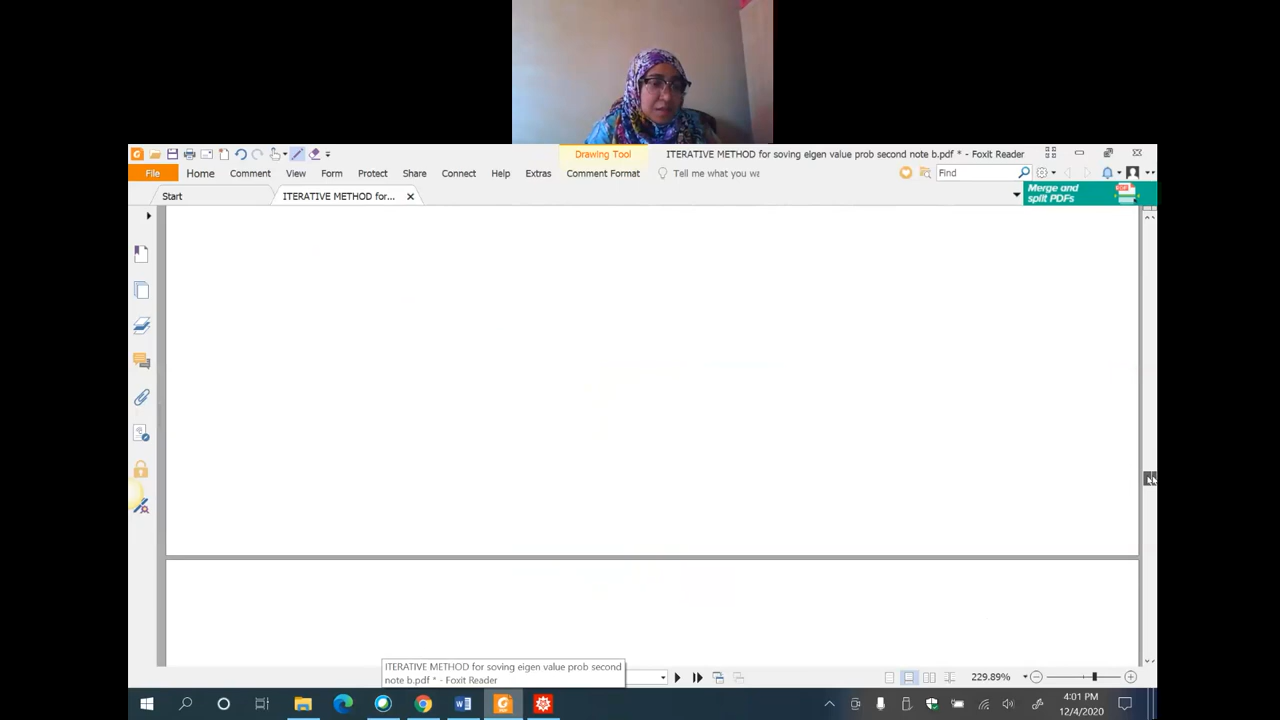 Drawing Tool
ITERATIVE METHOD for soving eigen value prob second note b.pdf * - Foxit Reader
File Home Comment View Form Protect Share Connect Help Extras Comment Format Tell me what you wa Find
Start ITERATIVE METHOD for...
Merge and
split PDFs
ITERATIVE METHOD for soving eigen value prob second
note b.pdf * - Foxit Reader
229.89%
4:01 PM
12/4/2020